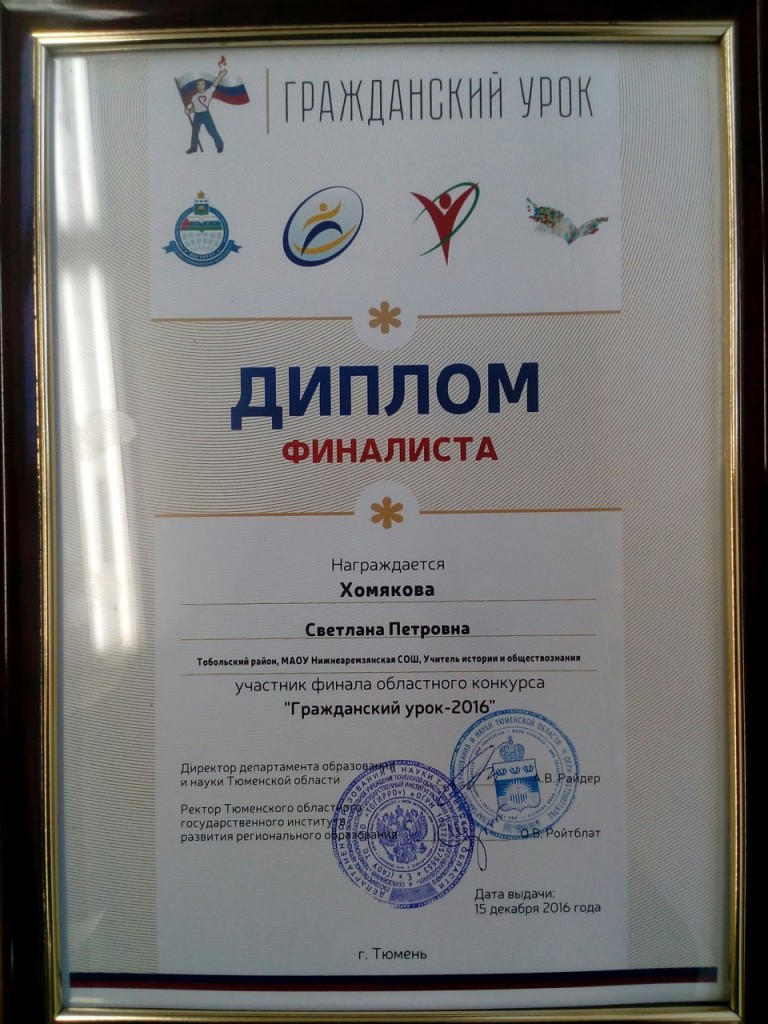 ГРАЖДАНСКИЙ УРОК
ДИПЛОМ
ФИНАЛИСТА
Награждается
Хомякова
Светлана Петровна
Тобольский район, МАОУ Нижнеаремзянская СОШ, Учитель истории и обществознания
участник финала областного конкурса
"Гражданский урок-2016"
Директор департамента образования
и науки Тюменской области
А.В. Райдер
Ректор Тюменского областного
государственного института
развития регионального образования
О.В. Ройтблат
Дата выдачи:
15 декабря 2016 года
г. Тюмень